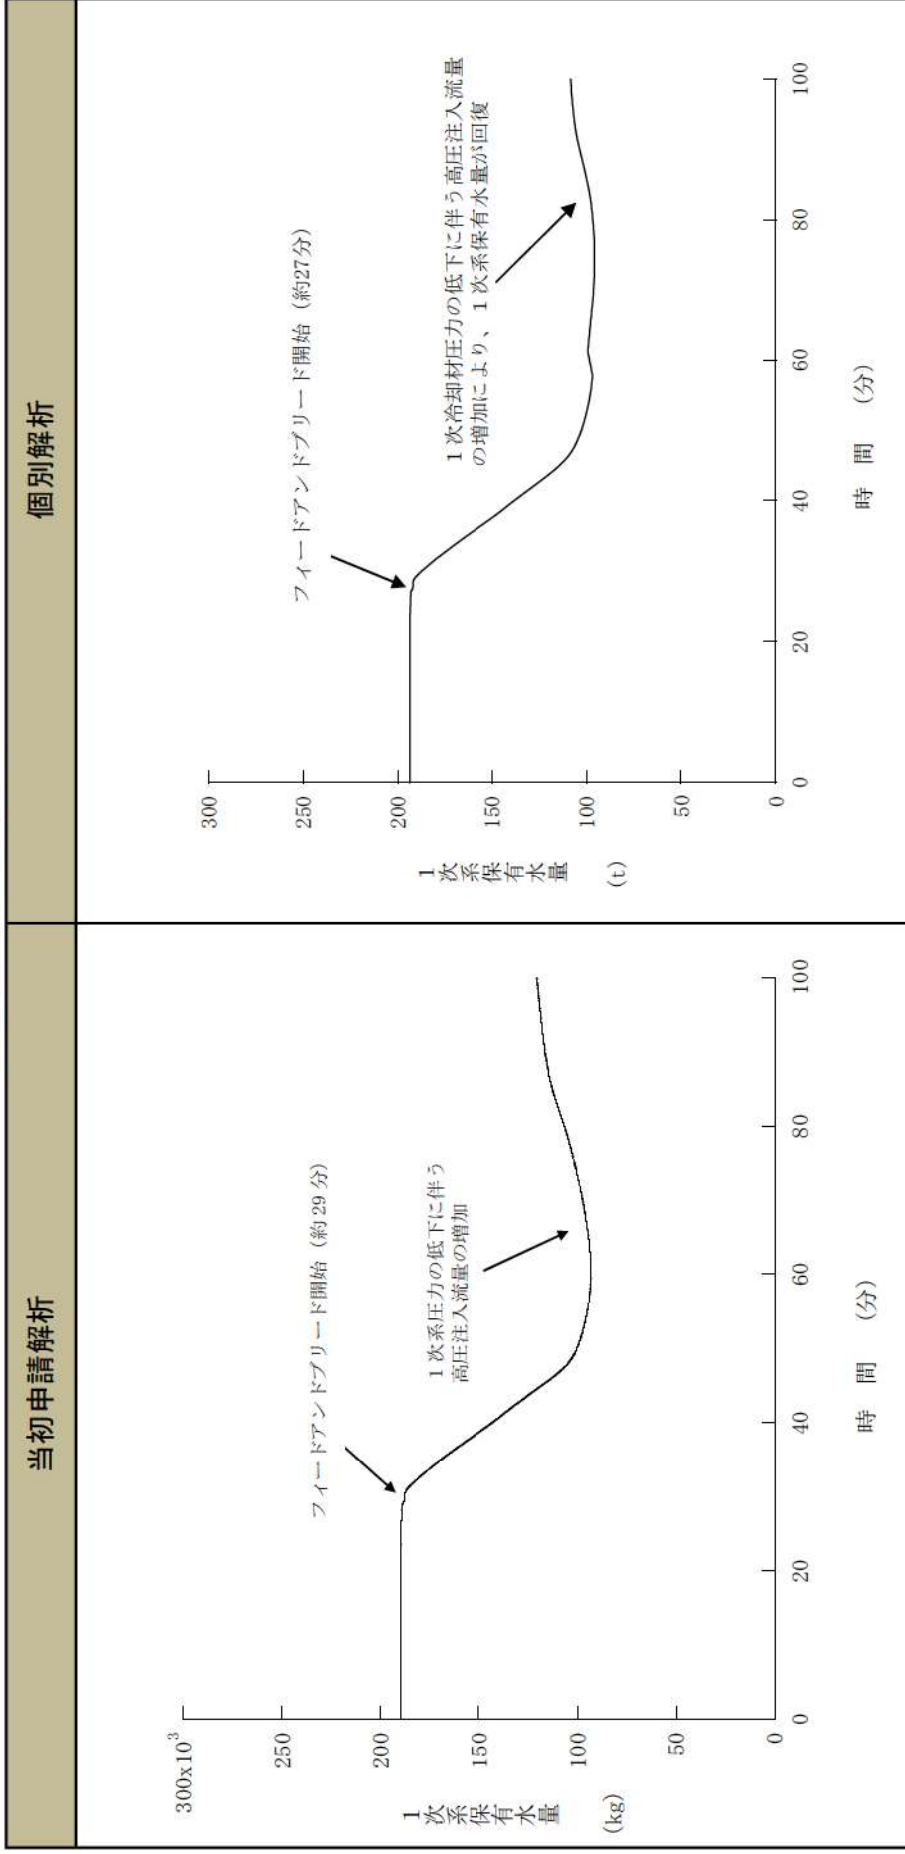 当初申請解析
300x10³
250
200
150
100
50
0
1
次
系
保
有
水
量
(kg)
フィードアンドブリード開始（約 29 分）
1 次系圧力の低下に伴う
高圧注入流量の増加
0
20
40
60
80
100
時 間 (分)
個別解析
300
250
200
150
100
50
0
1
次
系
保
有
水
量
(t)
フィードアンドブリード開始（約27分）
1 次冷却材圧力の低下に伴う高圧注入流量
の増加により、1 次系保有水量が回復
0
20
40
60
80
100
時 間 (分)